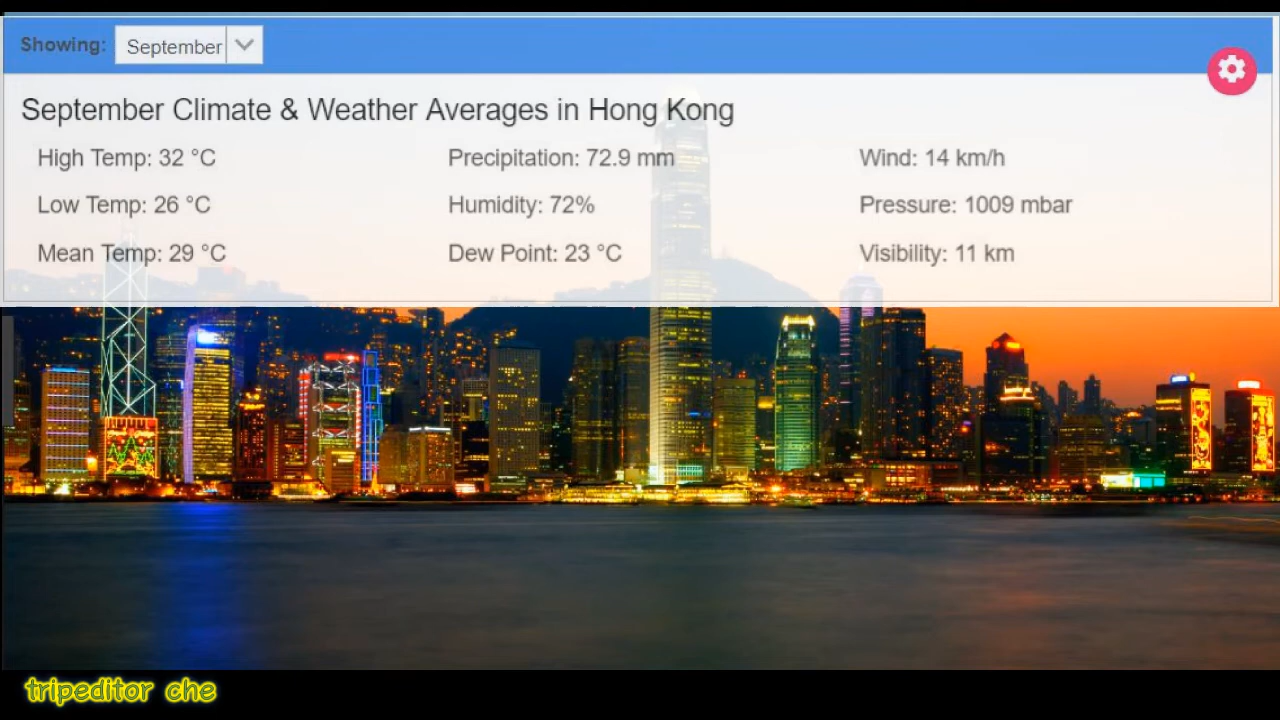 Showing: September
September Climate & Weather Averages in Hong Kong
High Temp: 32 °C Precipitation: 72.9 mm Wind: 14 km/h
Low Temp: 26 °C Humidity: 72% Pressure: 1009 mbar
Mean Temp: 29 °C Dew Point: 23 °C Visibility: 11 km
tripeditor che